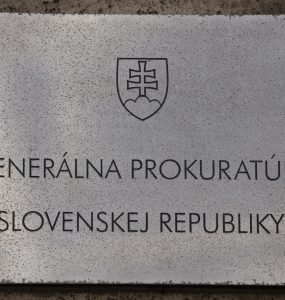 ENERÁLNA PROKURATÚ
SLOVENSKEJ REPUBLIKY